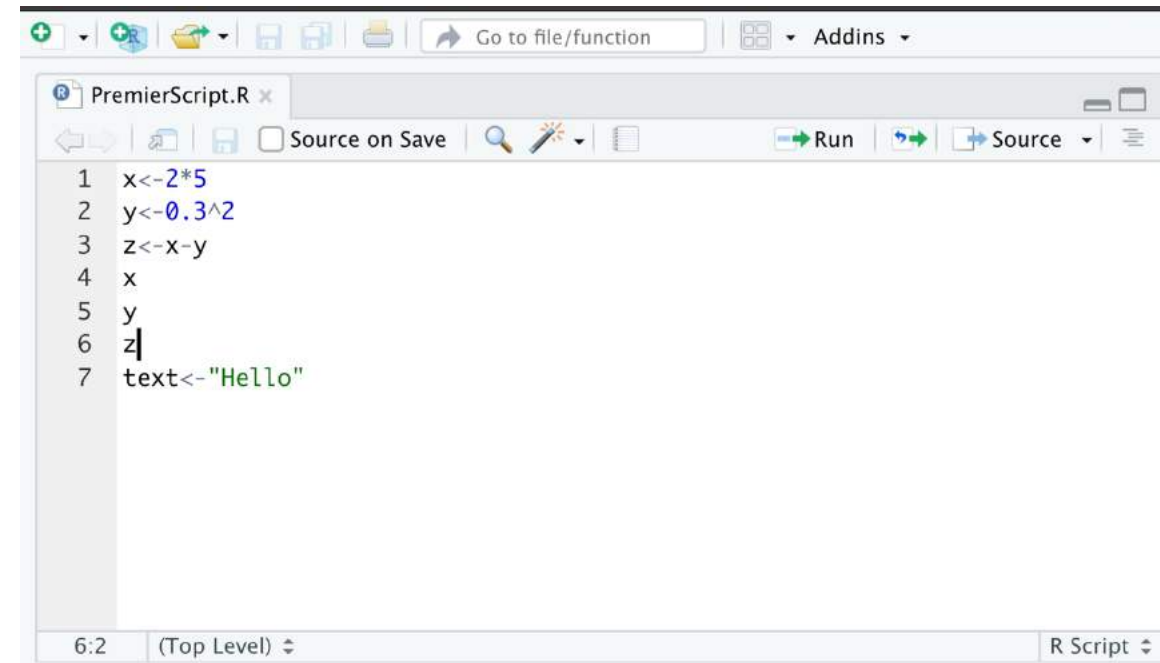 Go to file/function Addins
PremierScript.R
Source on Save Run Source
1 x<-2*5
2 y<-0.3^2
3 z<-x-y
4 x
5 y
6 z
7 text<-"Hello"
6:2 (Top Level) R Script